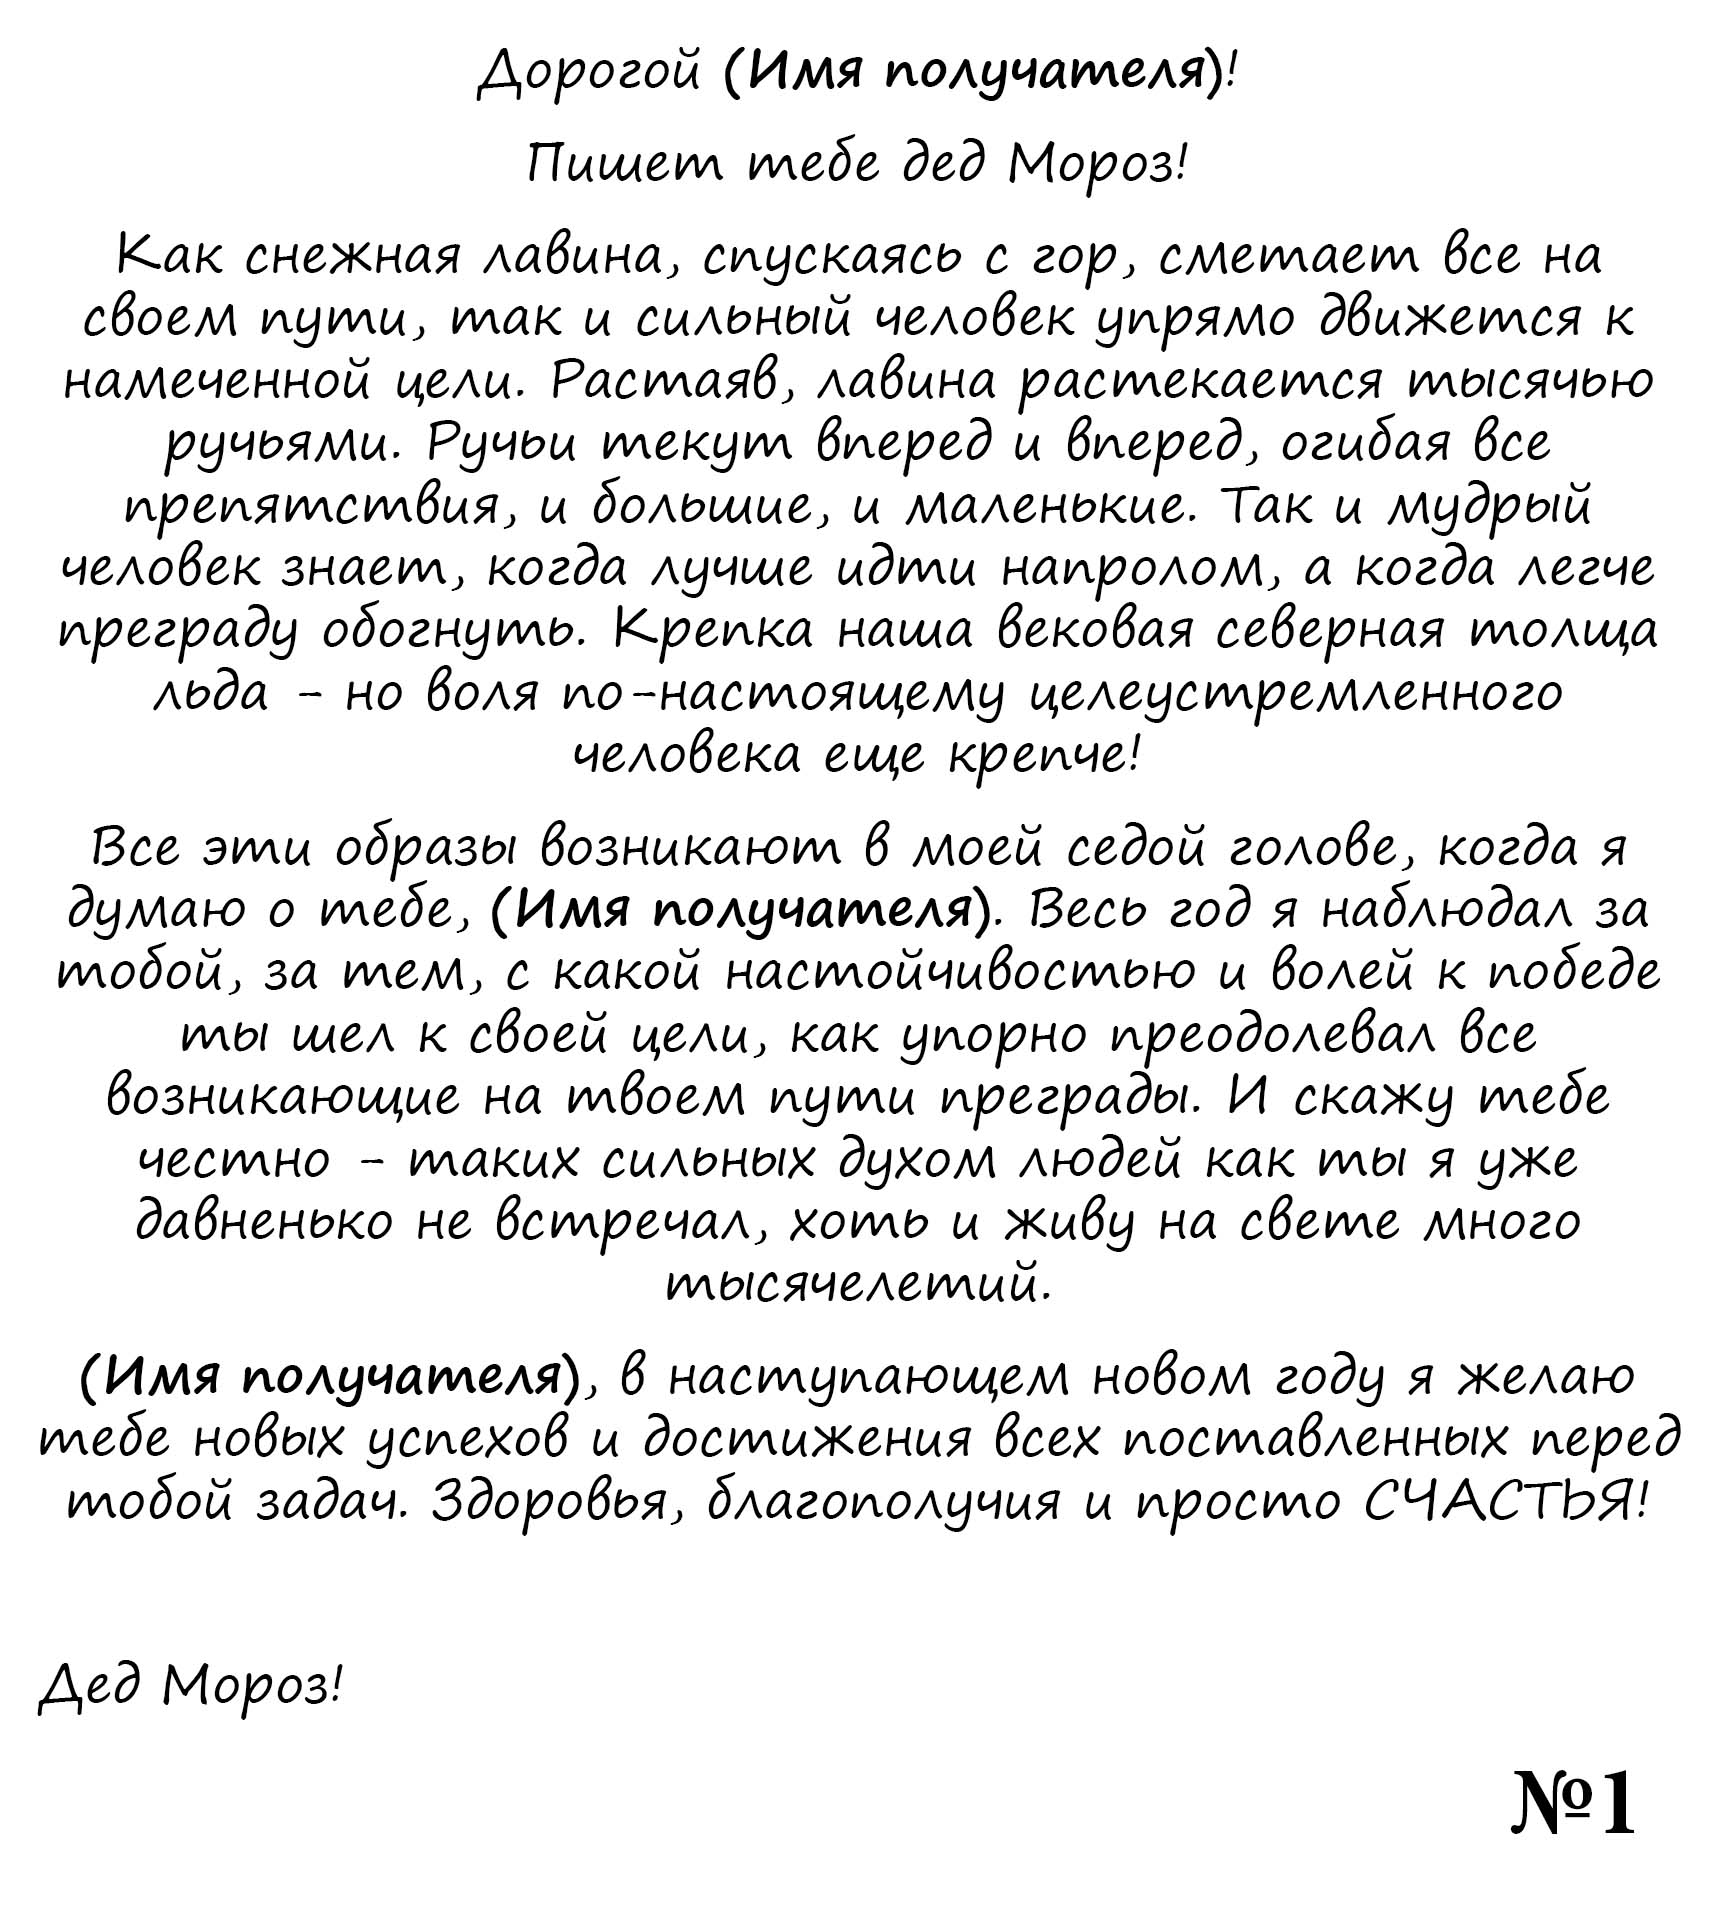 Дорогой (Имя получателя)!
Пишет тебе дед Мороз!
Как снежная лавина, спускаясь с гор, сметает все на
своем пути, так и сильный человек упрямо движется к
намеченной цели. Растаяв, лавина растекается тысячью
ручьями. Ручьи текут вперед и вперед, огибая все
препятствия, и большие, и маленькие. Так и мудрый
человек знает, когда лучше идти напролом, а когда легче
преграду обогнуть. Крепка наша вековая северная толща
льда - но воля по-настоящему целеустремленного
человека еще крепче!
Все эти образы возникают в моей седой голове, когда я
думаю о тебе, (Имя получателя). Весь год я наблюдал за
тобой, за тем, с какой настойчивостью и волей к победе
ты шел к своей цели, как упорно преодолевал все
возникающие на твоем пути преграды. И скажу тебе
честно - таких сильных духом людей как ты я уже
давненько не встречал, хоть и живу на свете много
тысячелетий.
(Имя получателя), в наступающем новом году я желаю
тебе новых успехов и достижения всех поставленных перед
тобой задач. Здоровья, благополучия и просто СЧАСТЬЯ!
Дед Мороз!
№1